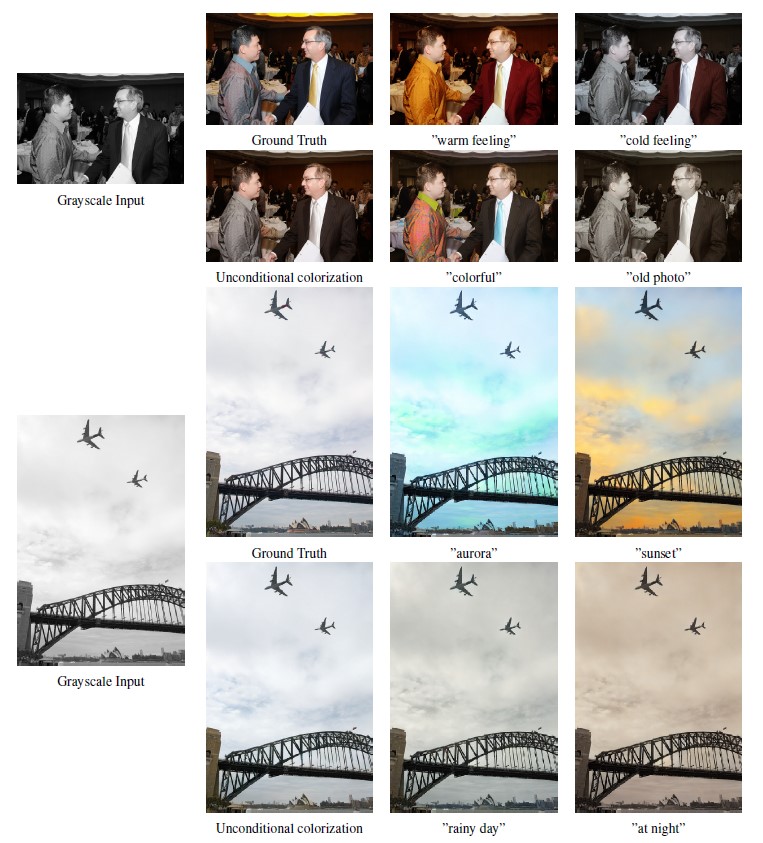 Grayscale Input
Ground Truth
”warm feeling”
”cold feeling”
Unconditional colorization
”colorful”
”old photo”
Grayscale Input
Ground Truth
”aurora”
”sunset”
Unconditional colorization
”rainy day”
”at night”